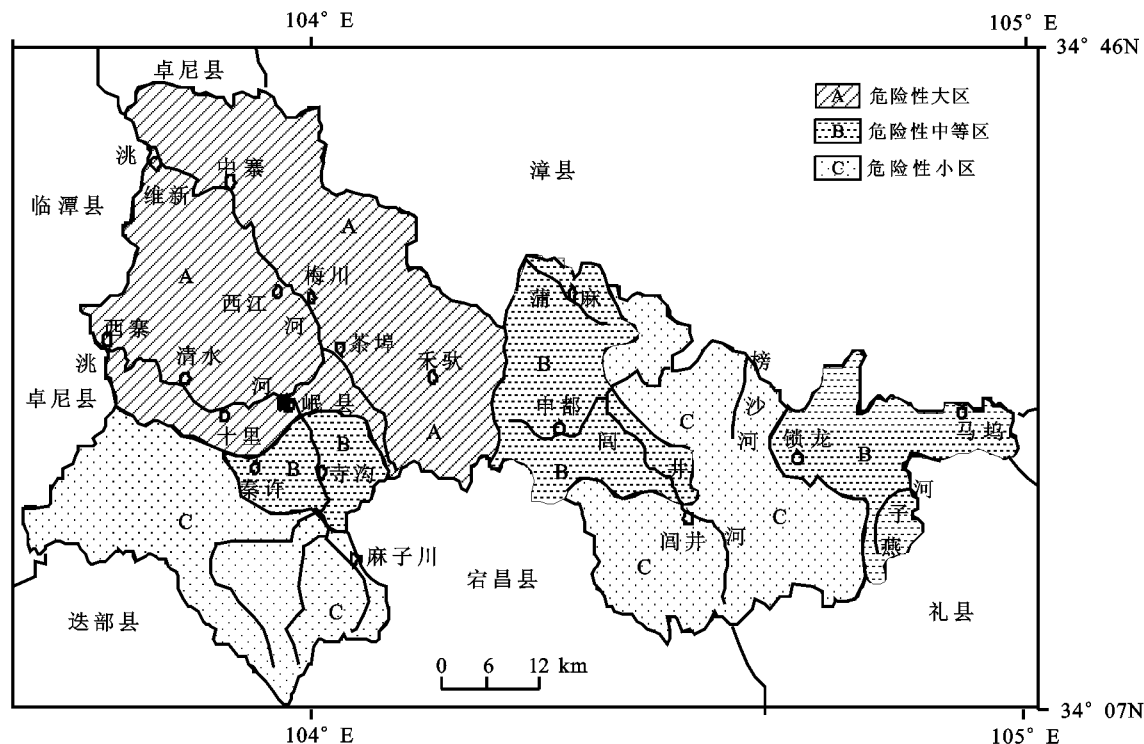 104° E
105° E
34° 46N
卓尼县
A 危险性大区
B 危险性中等区
C 危险性小区
洮
中寨
维新
漳县
临潭县
A
A
梅川
西江
蒲
麻
河
西寨
茶埠
榜
洮
清水
禾驮
B
卓尼县
河
岷县
申都
C
沙
十里
A
闾
河
锁龙
马坞
B
B
B
秦许
寺沟
B
井
河
子
C
C
燕
闾井
河
麻子川
宕昌县
C
迭部县
C
礼县
0 6 12 km
34° 07N
104° E
105° E